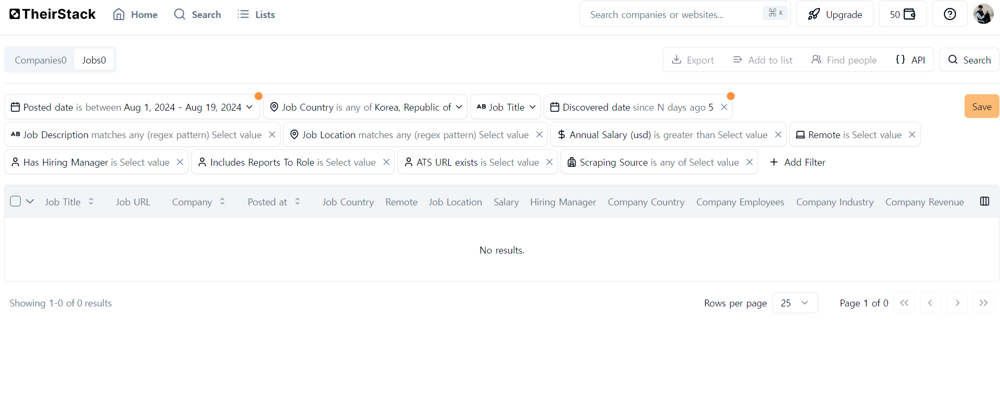 TheirStack Home Search Lists Search companies or websites... ⌘ K Upgrade 50
Companies0 Jobs0 Export Add to list Find people {} API Search
Posted date is between Aug 1, 2024 - Aug 19, 2024 Job Country is any of Korea, Republic of AB Job Title Discovered date since N days ago 5 Save
AB Job Description matches any (regex pattern) Select value Job Location matches any (regex pattern) Select value $ Annual Salary (usd) is greater than Select value Remote is Select value
Has Hiring Manager is Select value Includes Reports To Role is Select value ATS URL exists is Select value Scraping Source is any of Select value + Add Filter
Job Title Job URL Company Posted at Job Country Remote Job Location Salary Hiring Manager Company Country Company Employees Company Industry Company Revenue
No results.
Showing 1-0 of 0 results Rows per page 25 Page 1 of 0